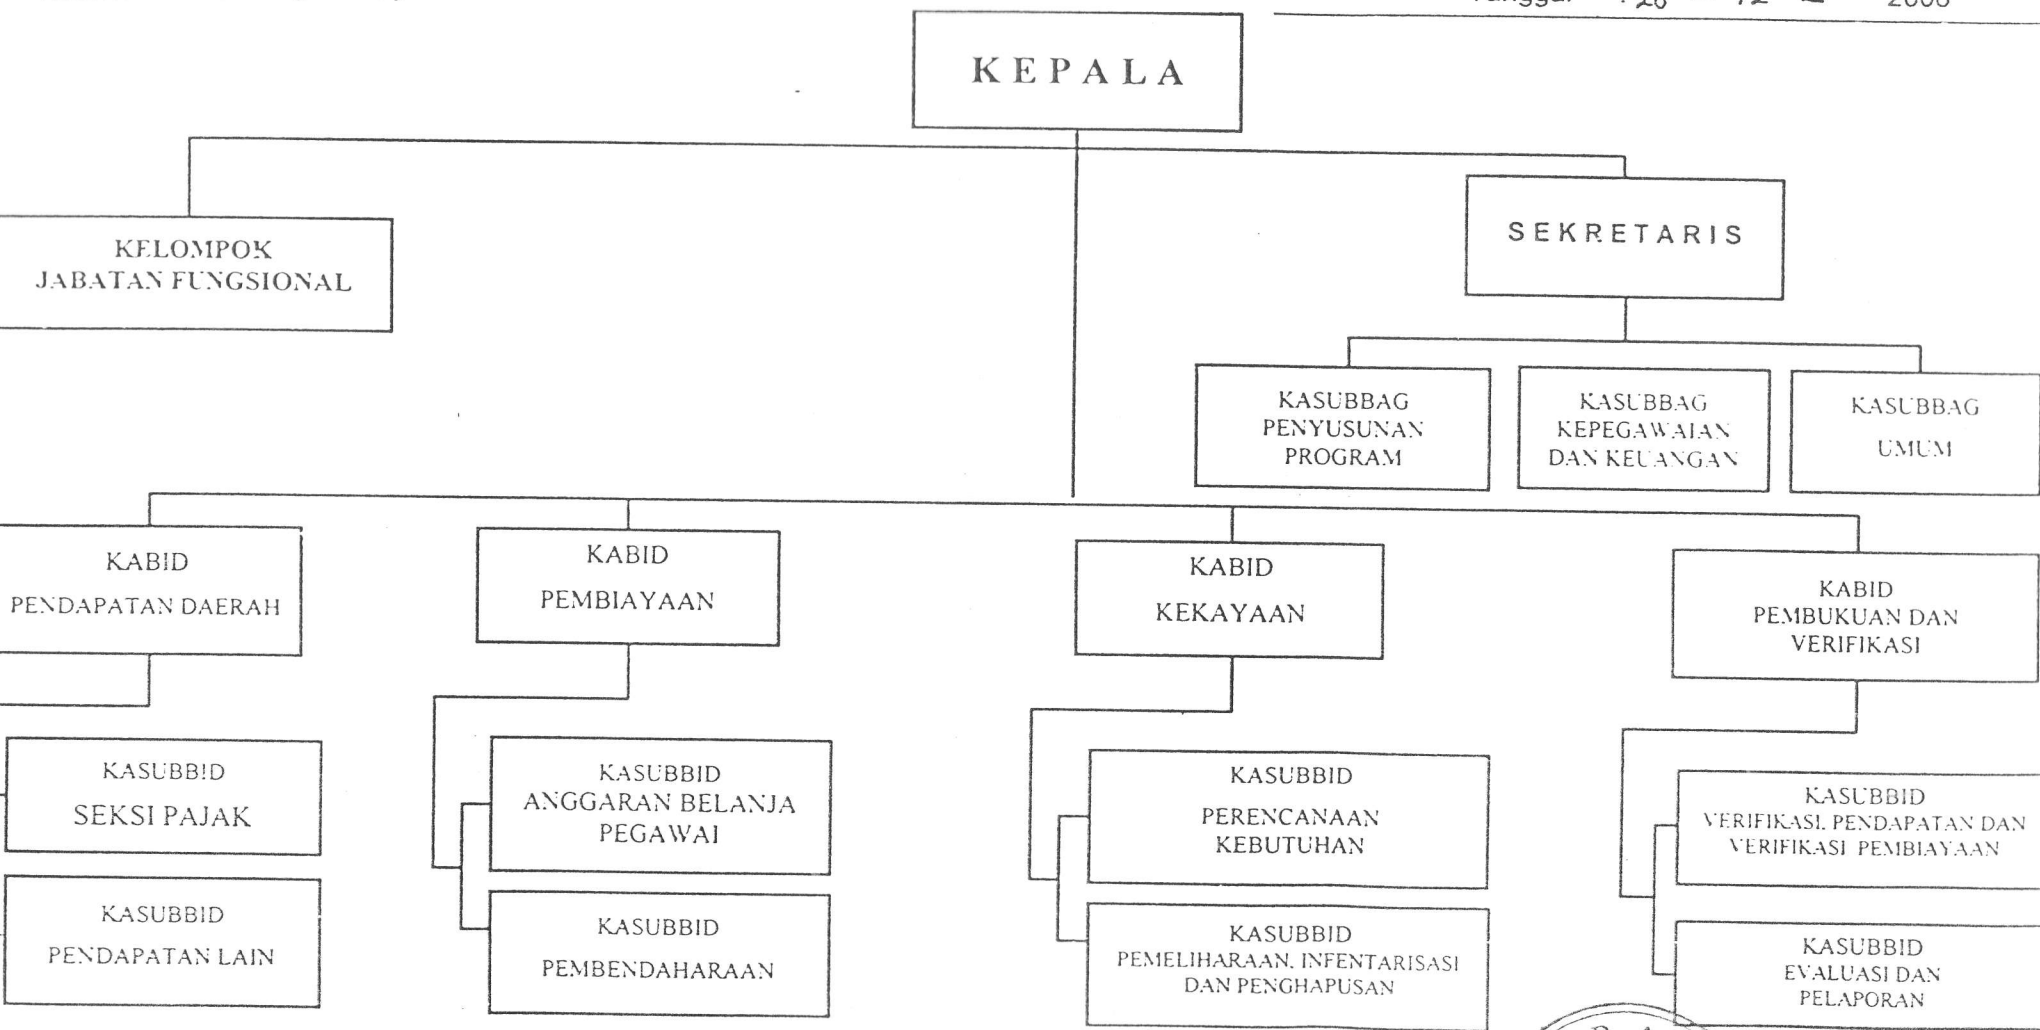 2008
KEPALA
SEKRETARIS
KELOMPOK
JABATAN FUNGSIONAL
KASUBBAG
PENYUSUNAN
PROGRAM
KASUBBAG
KEPEGAWAIAN
DAN KEUANGAN
KASUBBAG
UMUM
KABID
PENDAPATAN DAERAH
KABID
PEMBIAYAAN
KABID
KEKAYAAN
KABID
PEMBUKUAN DAN
VERIFIKASI
KASUBBID
SEKSI PAJAK
KASUBBID
ANGGARAN BELANJA
PEGAWAI
KASUBBID
PERENCANAAN
KEBUTUHAN
KASUBBID
VERIFIKASI. PENDAPATAN DAN
VERIFIKASI PEMBIAYAAN
KASUBBID
PENDAPATAN LAIN
KASUBBID
PEMBENDAHARAAN
KASUBBID
PEMELIHARAAN. INFENTARISASI
DAN PENGHAPUSAN
KASUBBID
EVALUASI DAN
PELAPORAN